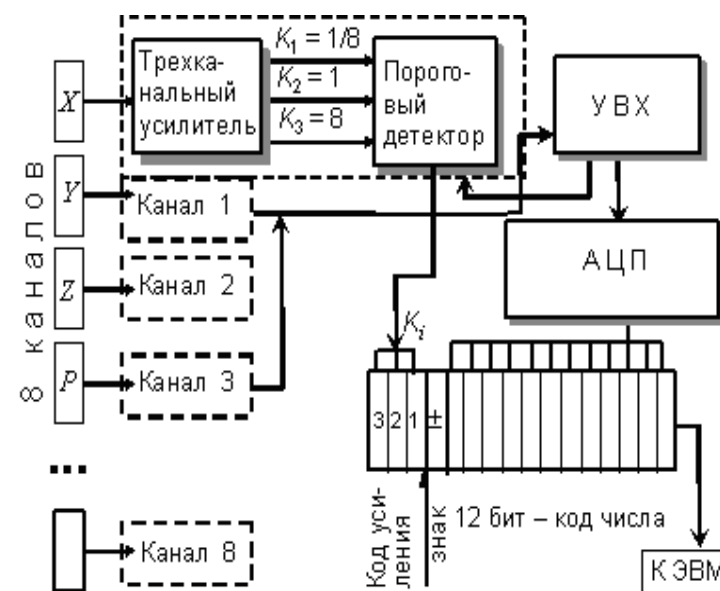 8 каналов
X
Трехка-
нальный
усилитель
K1 = 1/8
K2 = 1
K3 = 8
Порого-
вый
детектор
УВХ
Y
Канал 1
АЦП
Z
Канал 2
Ki
P
Канал 3
3 2 1 ±
...
Код уси-
ления
знак
12 бит – код числа
Канал 8
К ЭВМ